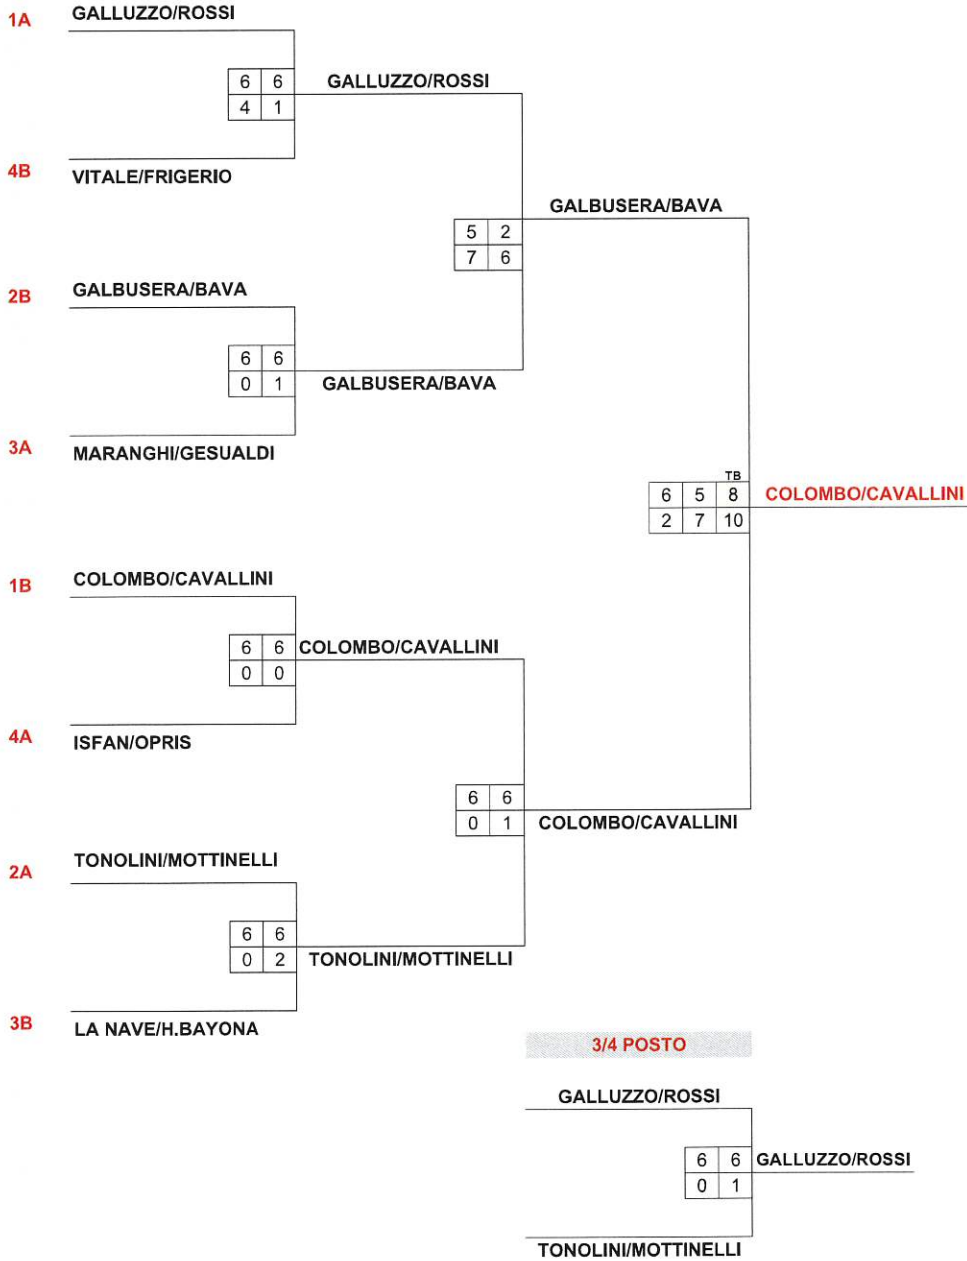 1A GALLUZZO/ROSSI
6 6 GALLUZZO/ROSSI
4 1
4B VITALE/FRIGERIO
GALBUSERA/BAVA
5 2
7 6
2B GALBUSERA/BAVA
6 6
0 1 GALBUSERA/BAVA
3A MARANGHI/GESUALDI
TB
6 5 8 COLOMBO/CAVALLINI
2 7 10
1B COLOMBO/CAVALLINI
6 6 COLOMBO/CAVALLINI
0 0
4A ISFAN/OPRIS
6 6
0 1 COLOMBO/CAVALLINI
2A TONOLINI/MOTTINELLI
6 6
0 2 TONOLINI/MOTTINELLI
3B LA NAVE/H.BAYONA
3/4 POSTO
GALLUZZO/ROSSI
6 6 GALLUZZO/ROSSI
0 1
TONOLINI/MOTTINELLI